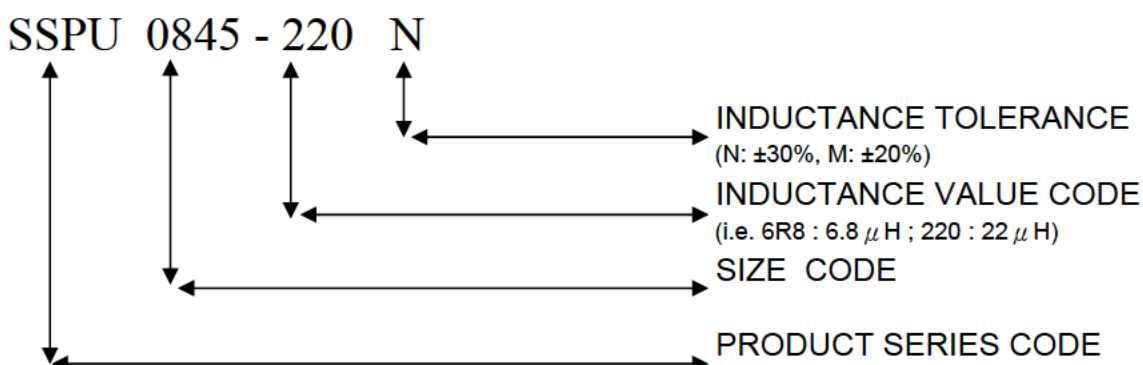 SSPU 0845 - 220 N
INDUCTANCE TOLERANCE
(N: ±30%, M: ±20%)
INDUCTANCE VALUE CODE
(i.e. 6R8 : 6.8 μH ; 220 : 22 μH)
SIZE CODE
PRODUCT SERIES CODE